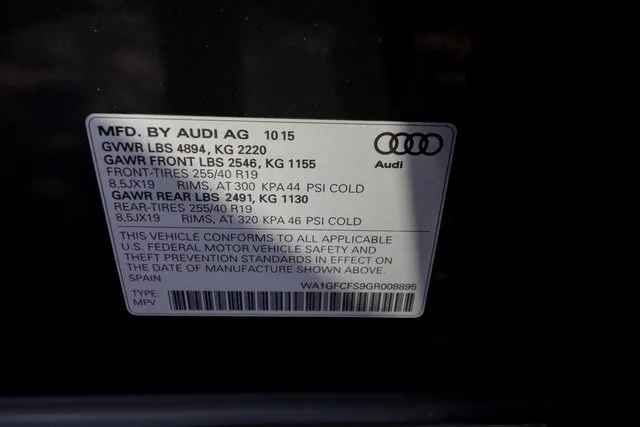 MFD. BY AUDI AG 10 15
GVWR LBS 4894, KG 2220
GAWR FRONT LBS 2546, KG 1155
FRONT-TIRES 255/40 R19
8,5JX19 RIMS, AT 300 KPA 44 PSI COLD
GAWR REAR LBS 2491, KG 1130
REAR-TIRES 255/40 R19
8,5JX19 RIMS, AT 320 KPA 46 PSI COLD
THIS VEHICLE CONFORMS TO ALL APPLICABLE
U.S. FEDERAL MOTOR VEHICLE SAFETY AND
THEFT PREVENTION STANDARDS IN EFFECT ON
THE DATE OF MANUFACTURE SHOWN ABOVE.
SPAIN
WA1GFCFS9GR008895
TYPE:
MPV
Audi